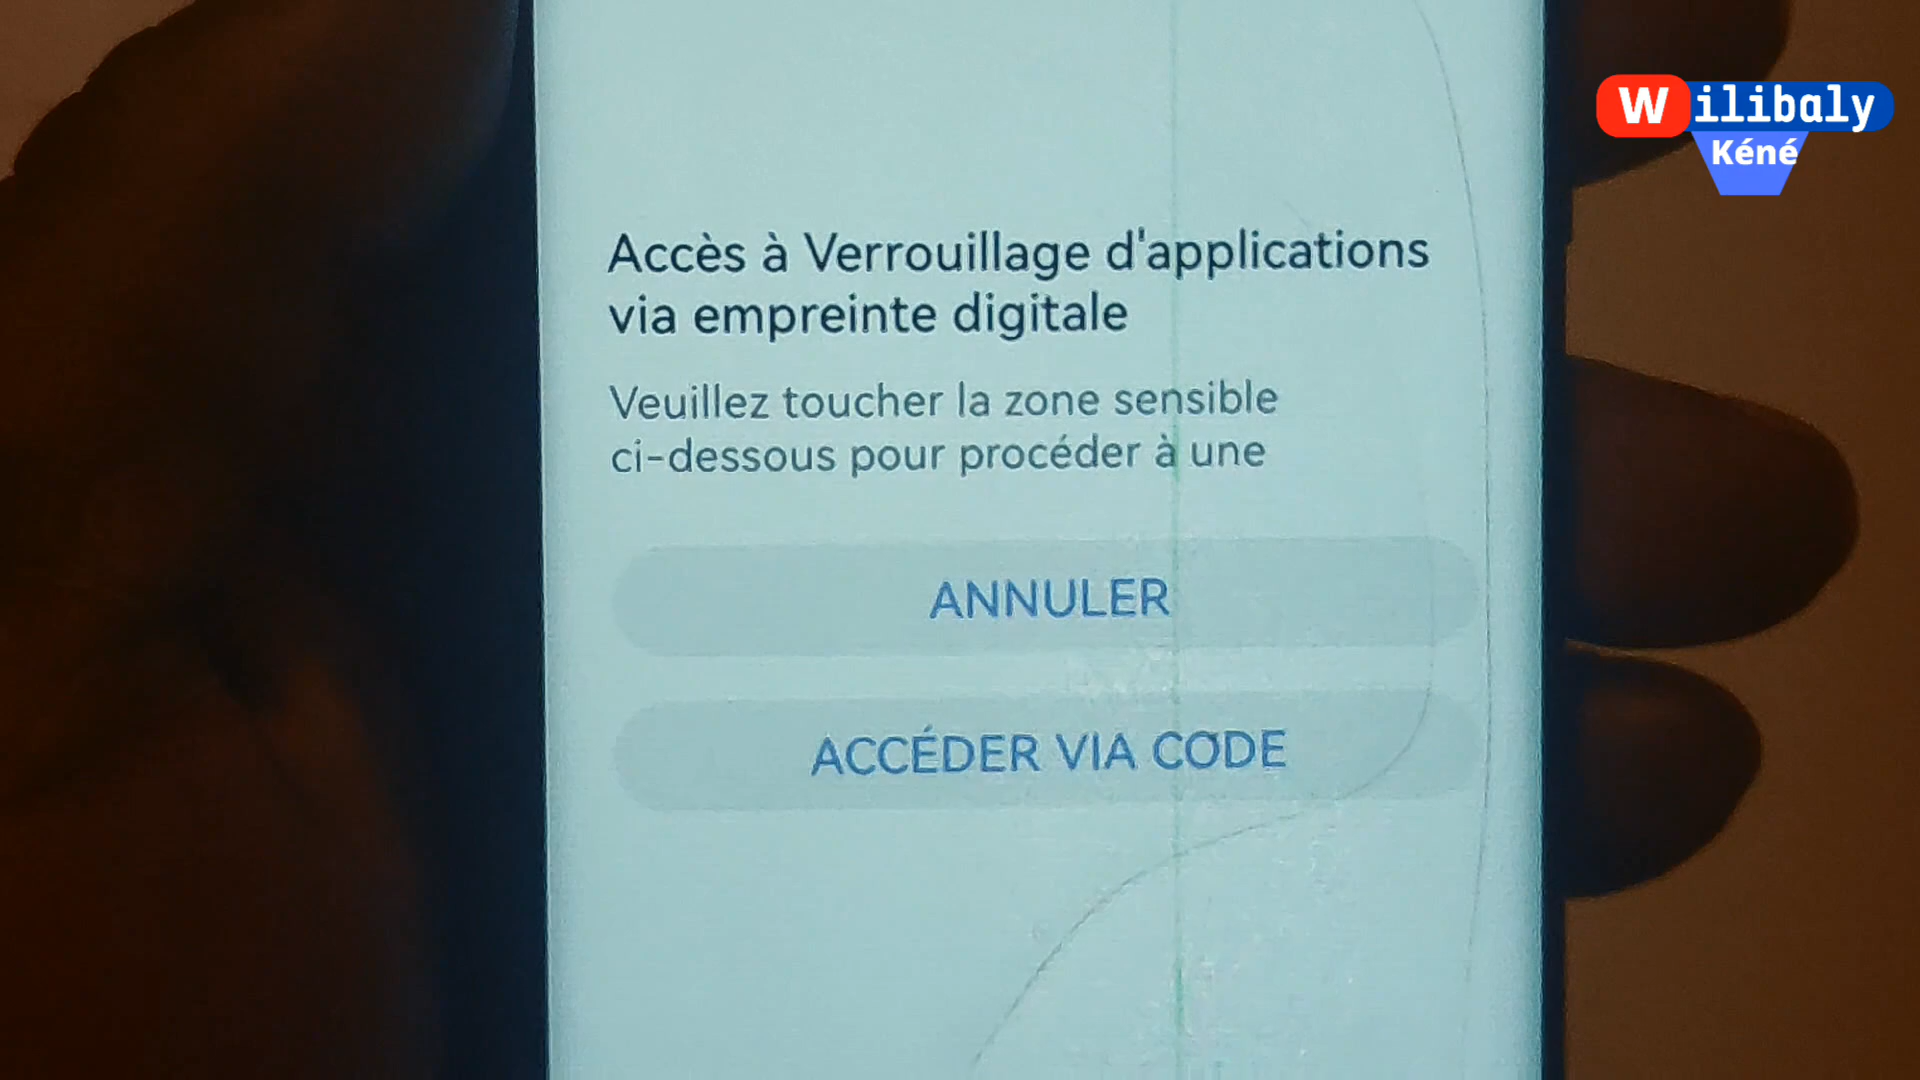 Wilibaly
Kéné
Accès à Verrouillage d'applications
via empreinte digitale
Veuillez toucher la zone sensible
ci-dessous pour procéder à une
ANNULER
ACCÉDER VIA CODE